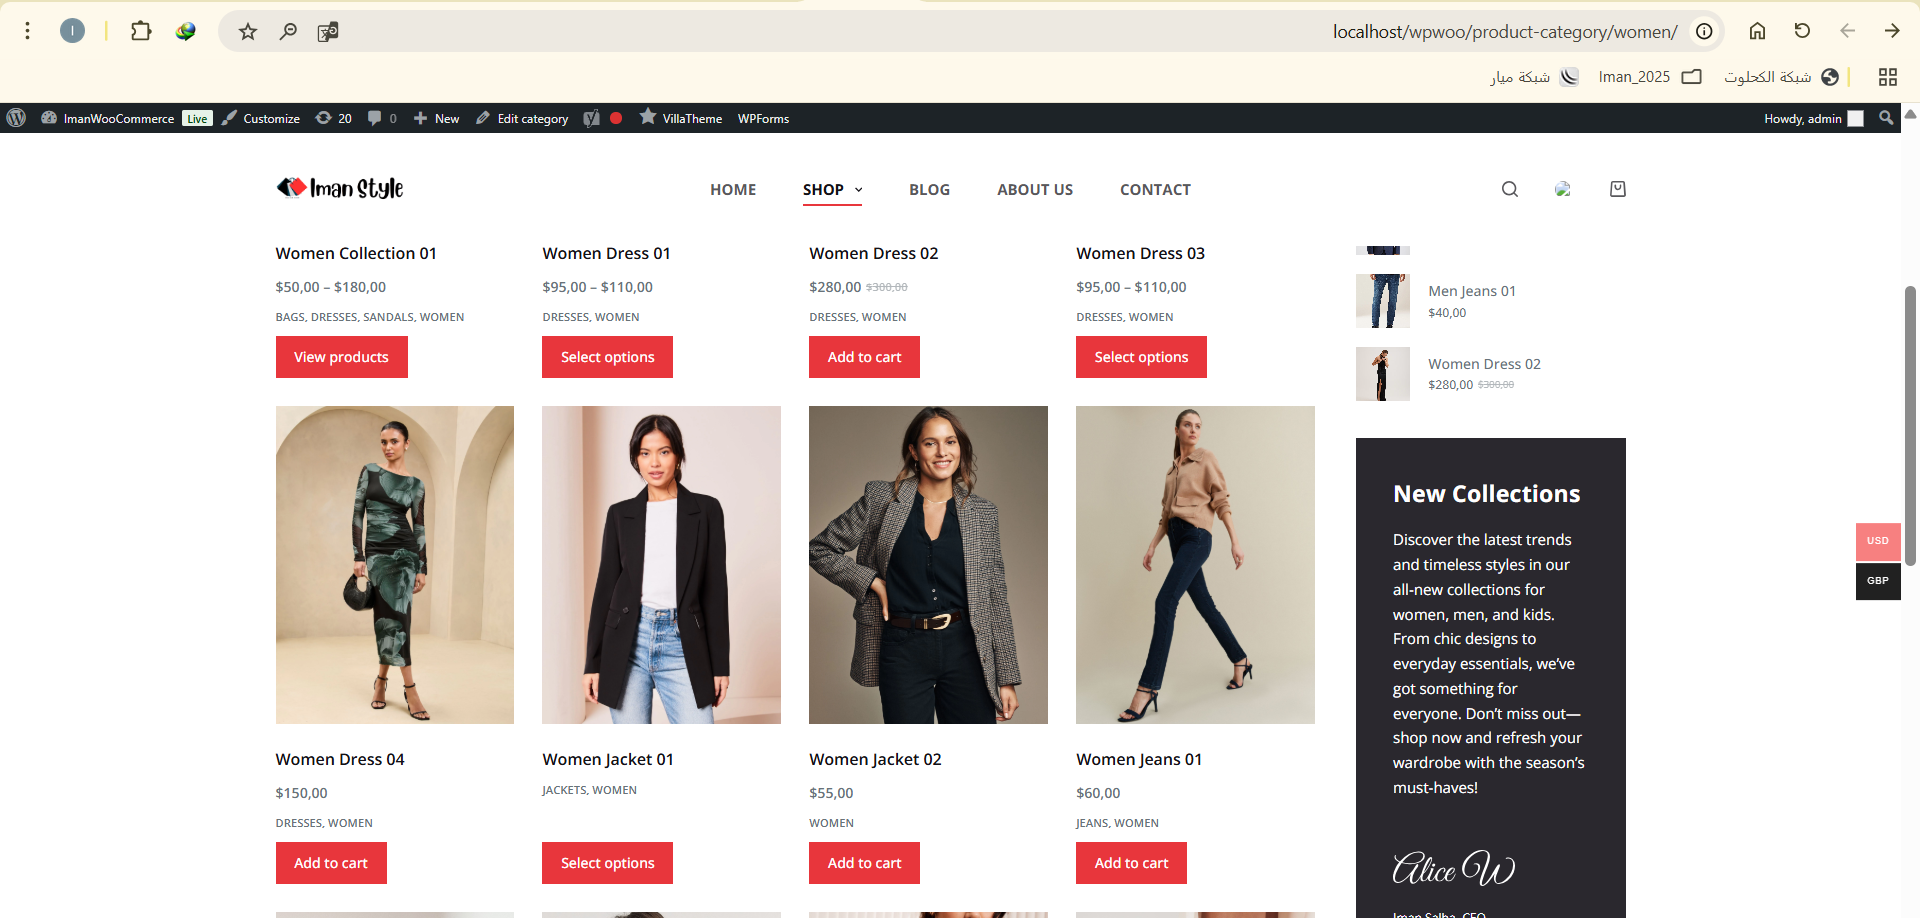 localhost/wpwoo/product-category/women/
شبكة ميار
Iman_2025
شبكة الكحلوت
ImanWooCommerce
Live
Customize
20
0
New
Edit category
VillaTheme
WPForms
Howdy, admin
Iman Style
HOME
SHOP
BLOG
ABOUT US
CONTACT
Women Collection 01
$50,00 – $180,00
BAGS, DRESSES, SANDALS, WOMEN
View products
Women Dress 01
$95,00 – $110,00
DRESSES, WOMEN
Select options
Women Dress 02
$280,00 $300,00
DRESSES, WOMEN
Add to cart
Women Dress 03
$95,00 – $110,00
DRESSES, WOMEN
Select options
Men Jeans 01
$40,00
Women Dress 02
$280,00 $300,00
Women Dress 04
$150,00
DRESSES, WOMEN
Add to cart
Women Jacket 01
JACKETS, WOMEN
Select options
Women Jacket 02
$55,00
WOMEN
Add to cart
Women Jeans 01
$60,00
JEANS, WOMEN
Add to cart
New Collections
Discover the latest trends
and timeless styles in our
all-new collections for
women, men, and kids.
From chic designs to
everyday essentials, we've
got something for
everyone. Don't miss out—
shop now and refresh your
wardrobe with the season's
must-haves!
Alice W
Iman Salha, CEO
USD
GBP
I